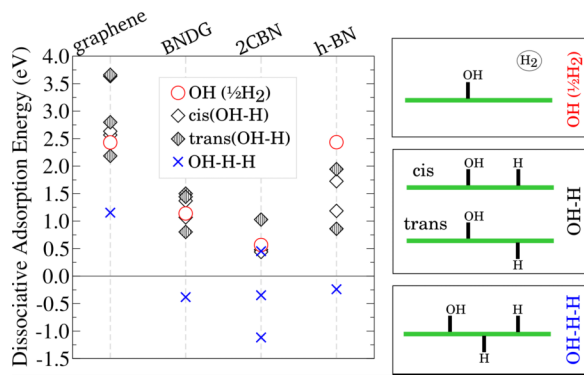 graphene
BNDG
2CBN
h-BN
Dissociative Adsorption Energy (eV)
4.0
3.5
3.0
2.5
2.0
1.5
1.0
0.5
0.0
-0.5
-1.0
-1.5
OH (½H₂)
cis(OH-H)
trans(OH-H)
OH-H-H
H₂
OH
OH (½H₂)
cis
OH
H
trans
OH
H
OH-H
OH
H
H
OH-H-H